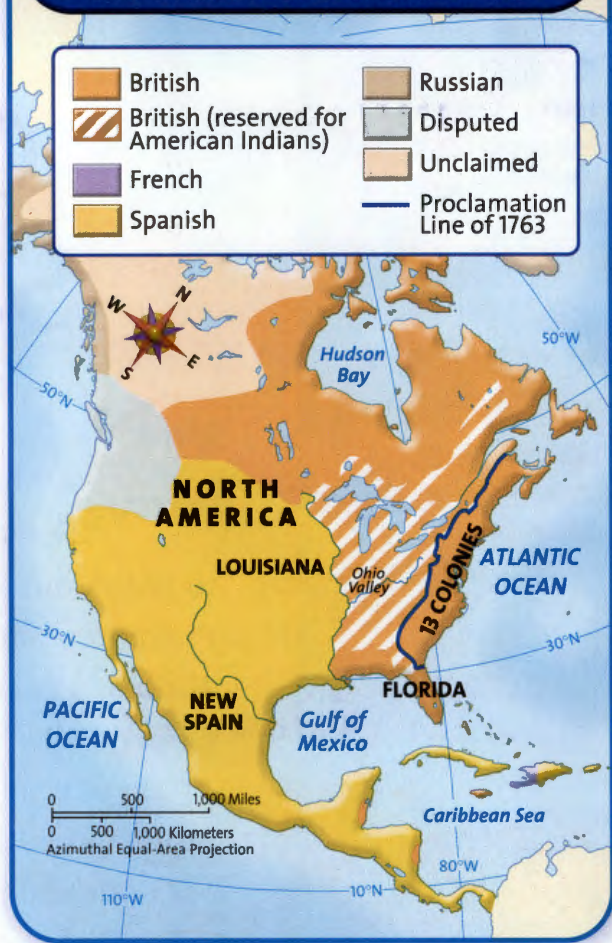 British
British (reserved for
American Indians)
French
Spanish
Russian
Disputed
Unclaimed
Proclamation
Line of 1763
N
W
E
S
Hudson
Bay
50°W
50°N
NORTH
AMERICA
LOUISIANA
Ohio
Valley
13 COLONIES
ATLANTIC
OCEAN
30°N
30°N
FLORIDA
NEW
SPAIN
PACIFIC
OCEAN
Gulf of
Mexico
0 500 1,000 Miles
0 500 1,000 Kilometers
Azimuthal Equal-Area Projection
Caribbean Sea
80°W
10°N
110°W